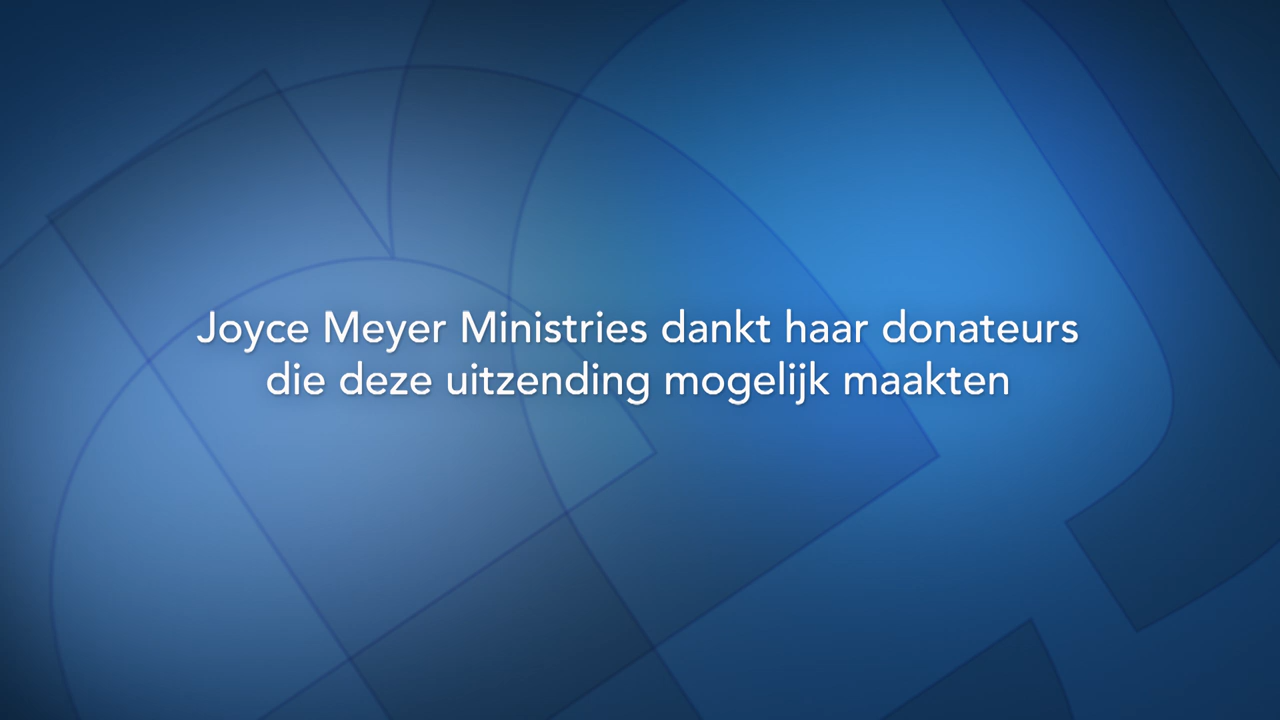 Joyce Meyer Ministries dankt haar donateurs
die deze uitzending mogelijk maakten